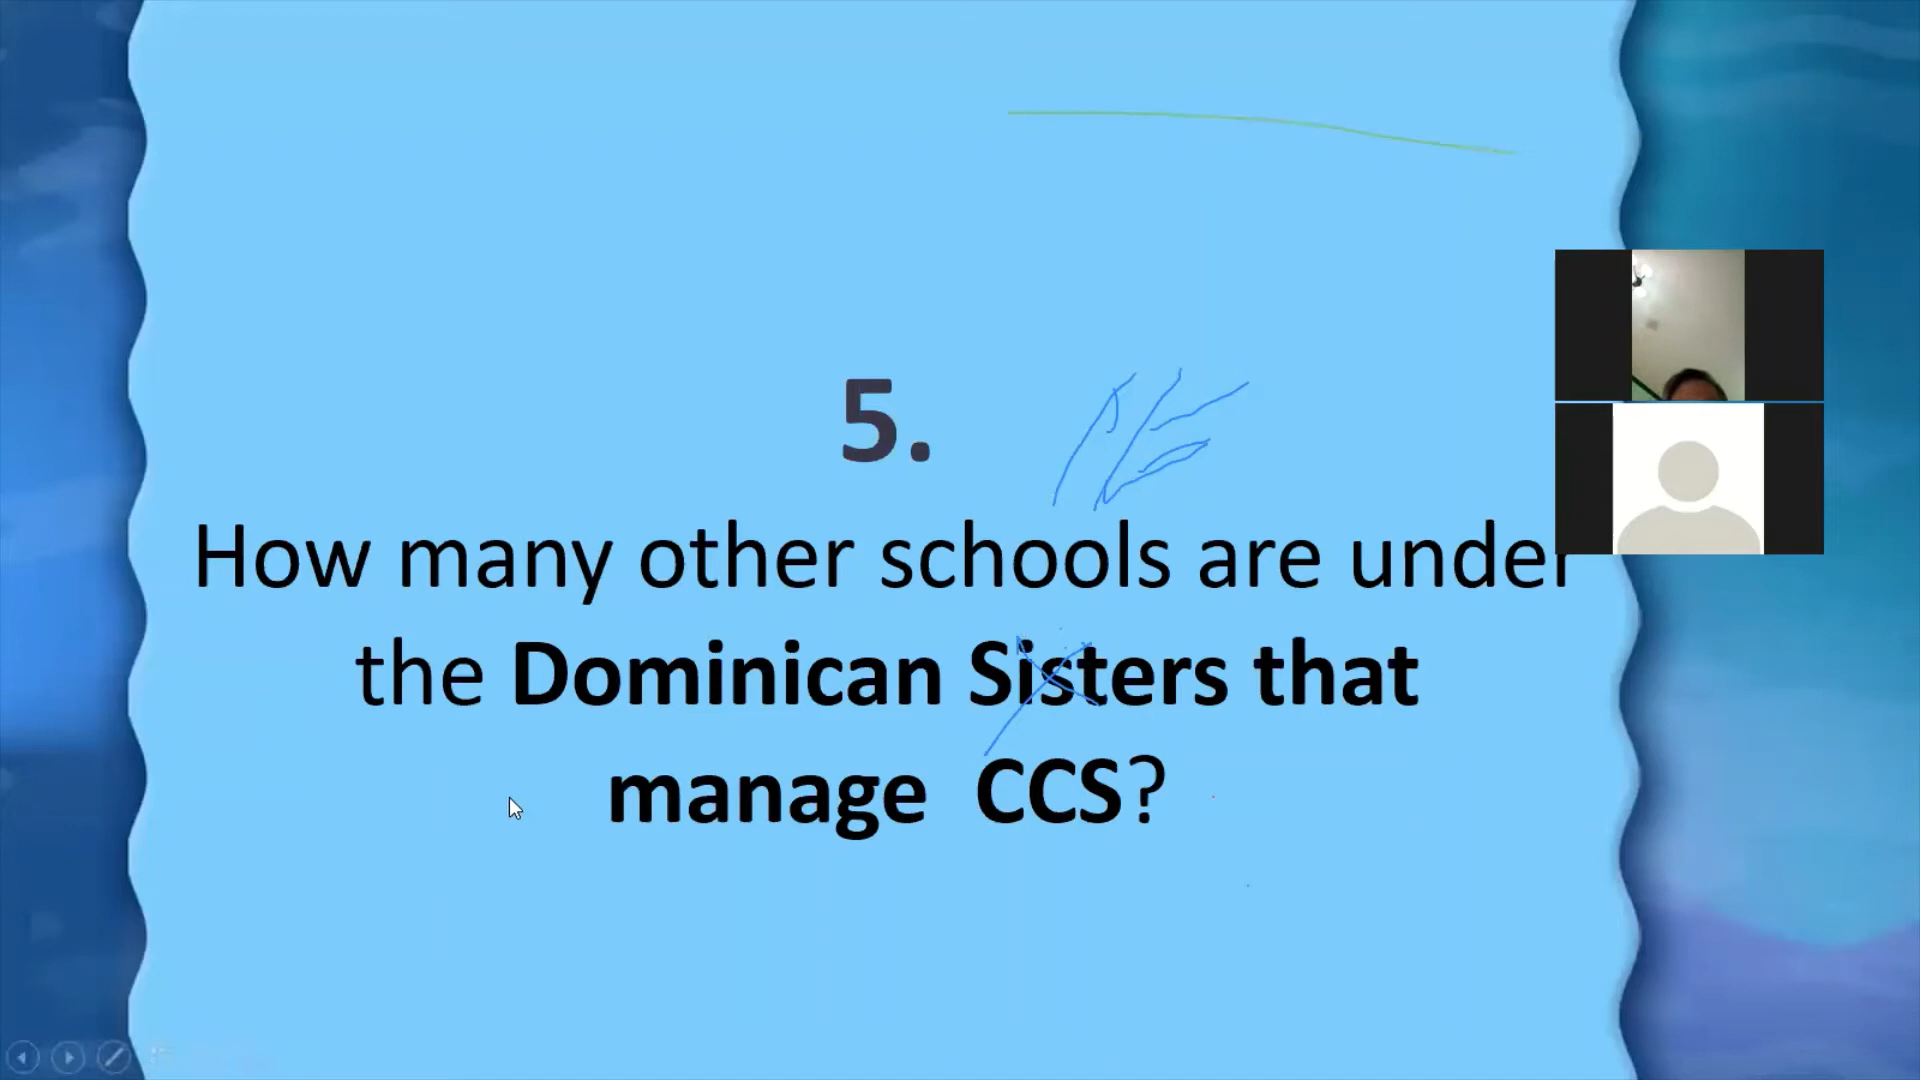 5.
How many other schools are under
the Dominican Sisters that
manage CCS?